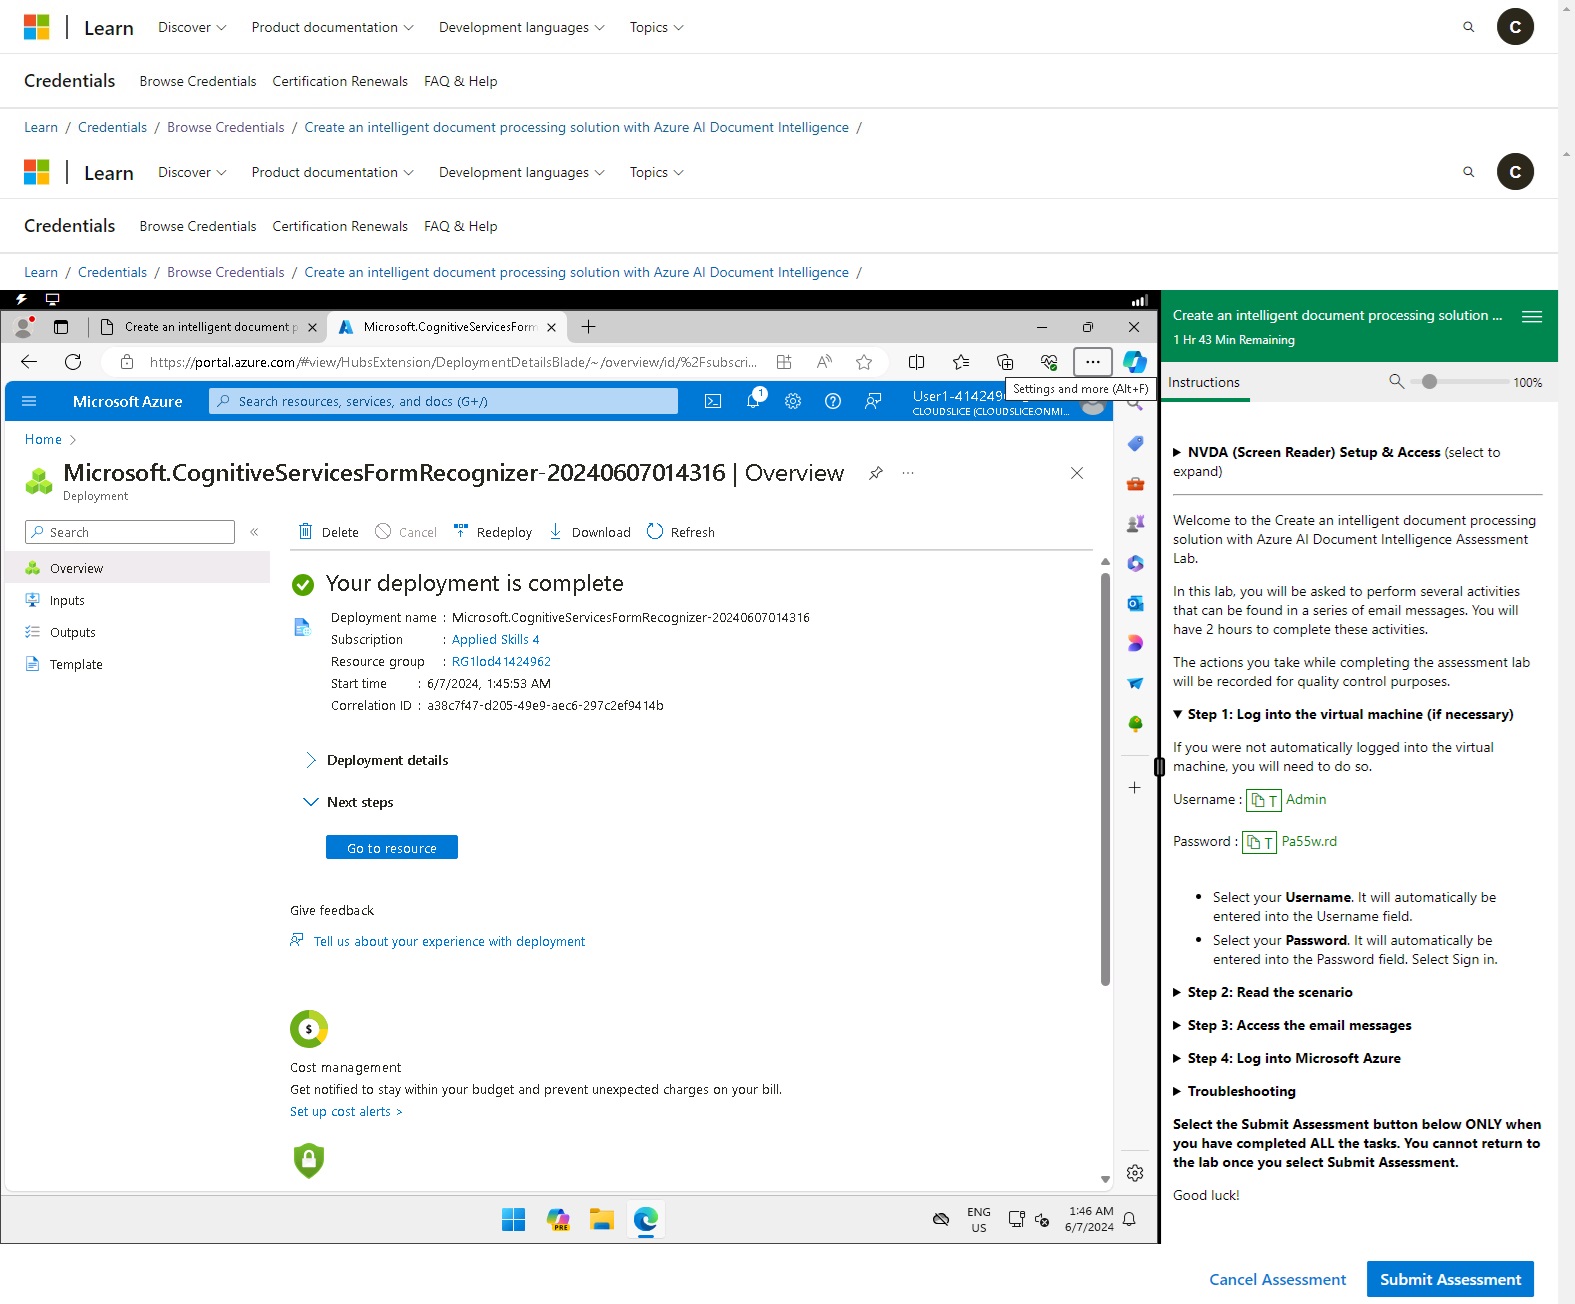 Learn Discover Product documentation Development languages Topics C
Credentials Browse Credentials Certification Renewals FAQ & Help
Learn / Credentials / Browse Credentials / Create an intelligent document processing solution with Azure AI Document Intelligence /
Learn Discover Product documentation Development languages Topics C
Credentials Browse Credentials Certification Renewals FAQ & Help
Learn / Credentials / Browse Credentials / Create an intelligent document processing solution with Azure AI Document Intelligence /
Create an intelligent document p Microsoft.CognitiveServicesForm
https://portal.azure.com/#view/HubsExtension/DeploymentDetailsBlade/~/overview/id/%2Fsubscri...
Settings and more (Alt+F)
Microsoft Azure Search resources, services, and docs (G+/) 1
CLOUDSLICE (CLOUDSLICE.ONMI...
Home >
Microsoft.CognitiveServicesFormRecognizer-20240607014316 | Overview
Deployment
Search «
Delete Cancel Redeploy Download Refresh
Overview
Inputs
Outputs
Template
Your deployment is complete
Deployment name : Microsoft.CognitiveServicesFormRecognizer-20240607014316
Subscription : Applied Skills 4
Resource group : RG1lod41424962
Start time : 6/7/2024, 1:45:53 AM
Correlation ID : a38c7f47-d205-49e9-aec6-297c2ef9414b
Deployment details
Next steps
Go to resource
Give feedback
Tell us about your experience with deployment
$
Cost management
Get notified to stay within your budget and prevent unexpected charges on your bill.
Set up cost alerts >
PRE
ENG
US
1:46 AM
6/7/2024
Create an intelligent document processing solution ...
1 Hr 43 Min Remaining
Instructions 100%
NVDA (Screen Reader) Setup & Access (select to
expand)
Welcome to the Create an intelligent document processing
solution with Azure AI Document Intelligence Assessment
Lab.
In this lab, you will be asked to perform several activities
that can be found in a series of email messages. You will
have 2 hours to complete these activities.
The actions you take while completing the assessment lab
will be recorded for quality control purposes.
Step 1: Log into the virtual machine (if necessary)
If you were not automatically logged into the virtual
machine, you will need to do so.
Username : T Admin
Password : T Pa55w.rd
• Select your Username. It will automatically be
entered into the Username field.
• Select your Password. It will automatically be
entered into the Password field. Select Sign in.
Step 2: Read the scenario
Step 3: Access the email messages
Step 4: Log into Microsoft Azure
Troubleshooting
Select the Submit Assessment button below ONLY when
you have completed ALL the tasks. You cannot return to
the lab once you select Submit Assessment.
Good luck!
Cancel Assessment Submit Assessment